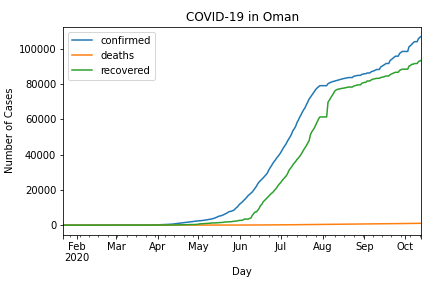 COVID-19 in Oman
confirmed
deaths
recovered
Number of Cases
100000
80000
60000
40000
20000
0
Feb Mar Apr May Jun Jul Aug Sep Oct
2020
Day